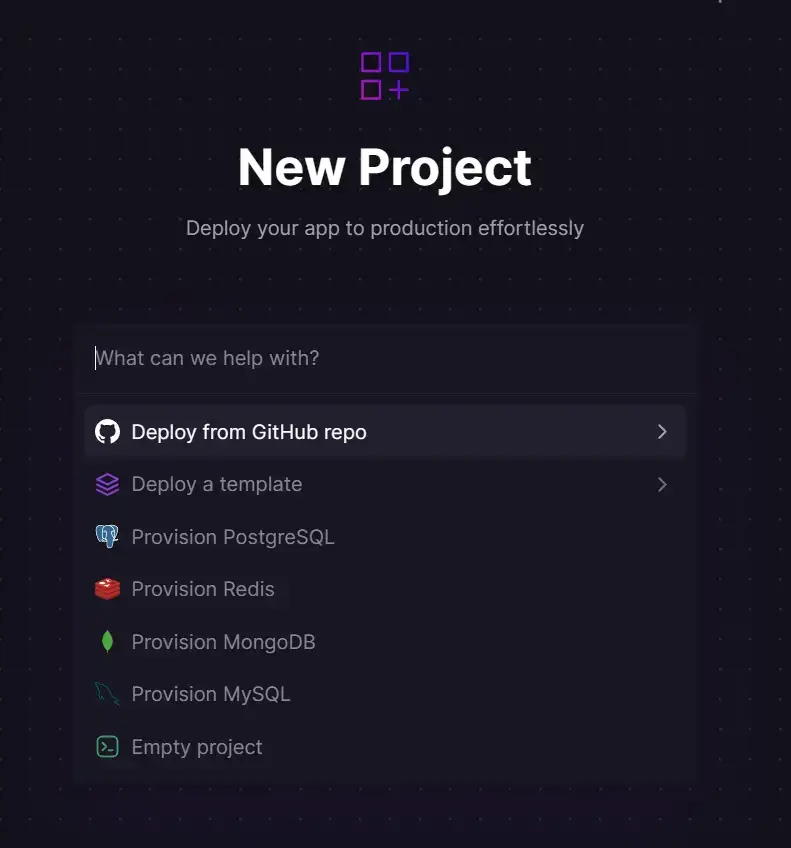 New Project
Deploy your app to production effortlessly
What can we help with?
Deploy from GitHub repo
Deploy a template
Provision PostgreSQL
Provision Redis
Provision MongoDB
Provision MySQL
Empty project